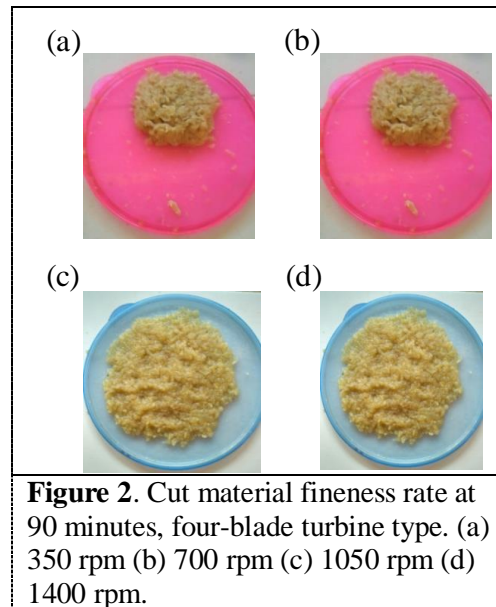 (a) (b)
(c) (d)
Figure 2. Cut material fineness rate at
90 minutes, four-blade turbine type. (a)
350 rpm (b) 700 rpm (c) 1050 rpm (d)
1400 rpm.